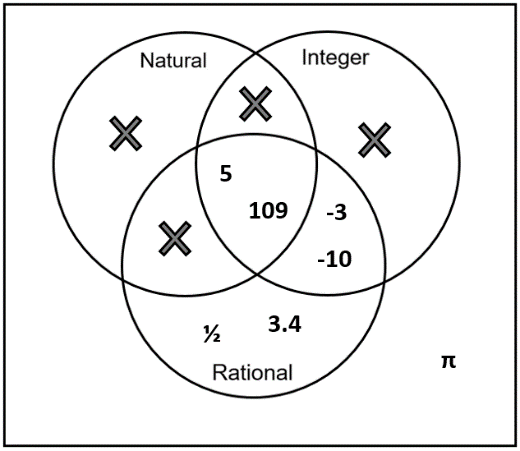 Natural
Integer
5
109
-3
-10
½
3.4
Rational
π